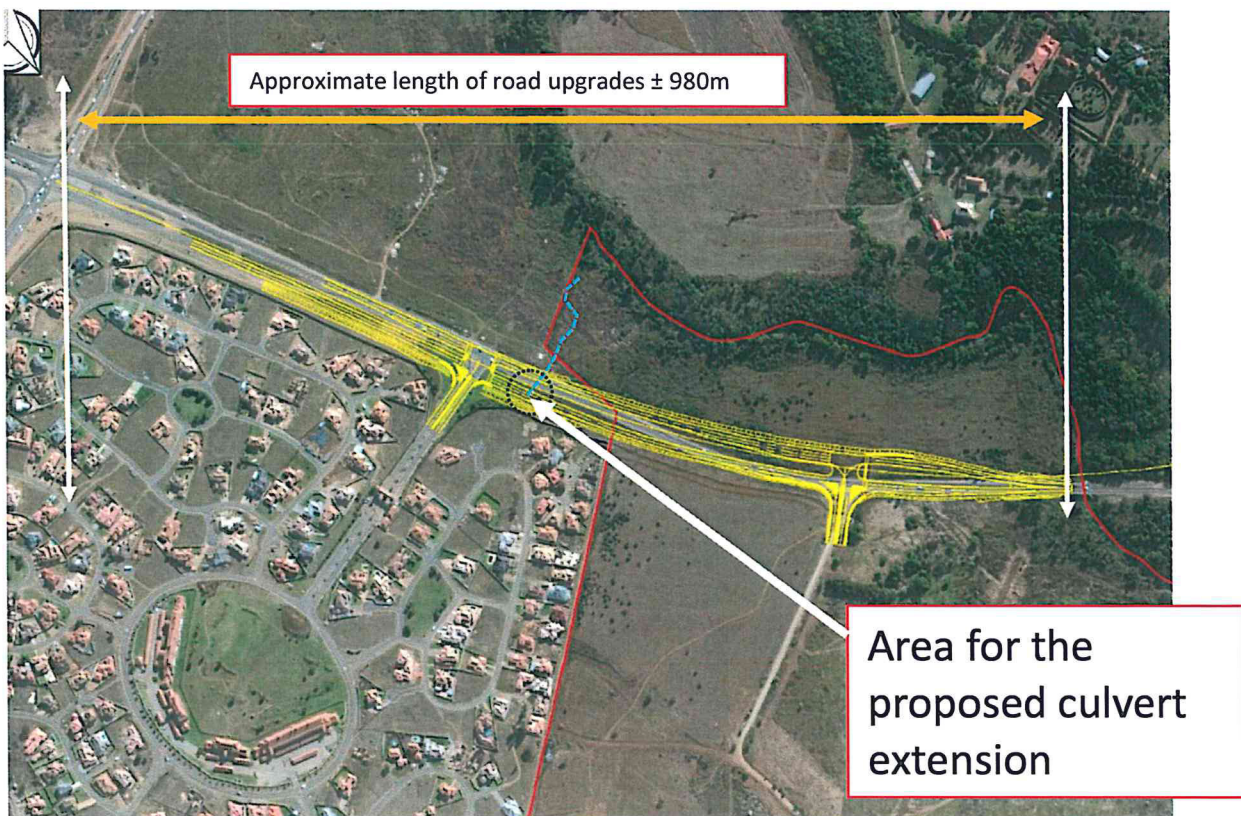 Approximate length of road upgrades ± 980m
Area for the
proposed culvert
extension